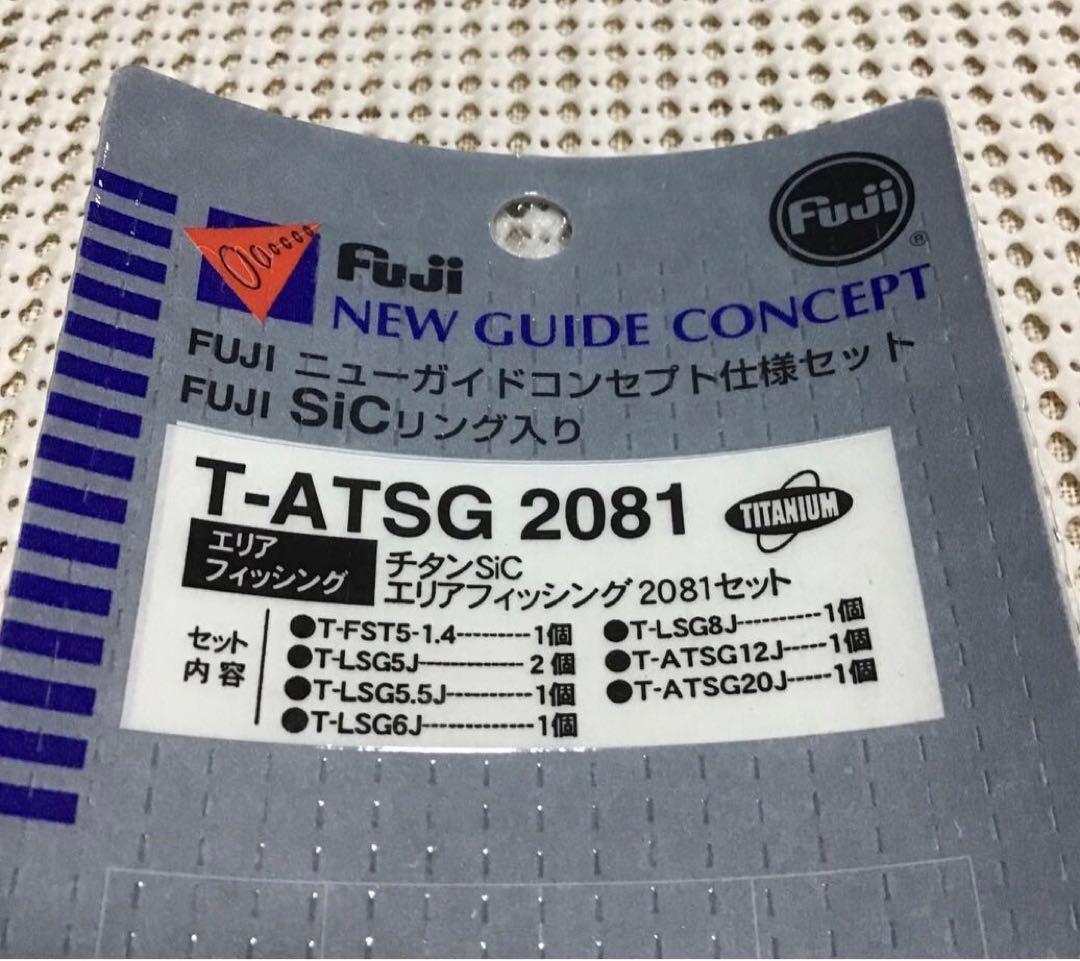 Fuji
Fuji ®
NEW GUIDE CONCEPT
FUJI ニューガイドコンセプト仕様セット
FUJI SiCリング入り
T-ATSG 2081
TITANIUM
エリア
フィッシング
チタンSiC
エリアフィッシング2081セット
セット
内容
●T-FST5-1.4---------1個
●T-LSG5J------------2個
●T-LSG5.5J----------1個
●T-LSG6J------------1個
●T-LSG8J----------1個
●T-ATSG12J-----1個
●T-ATSG20J-----1個